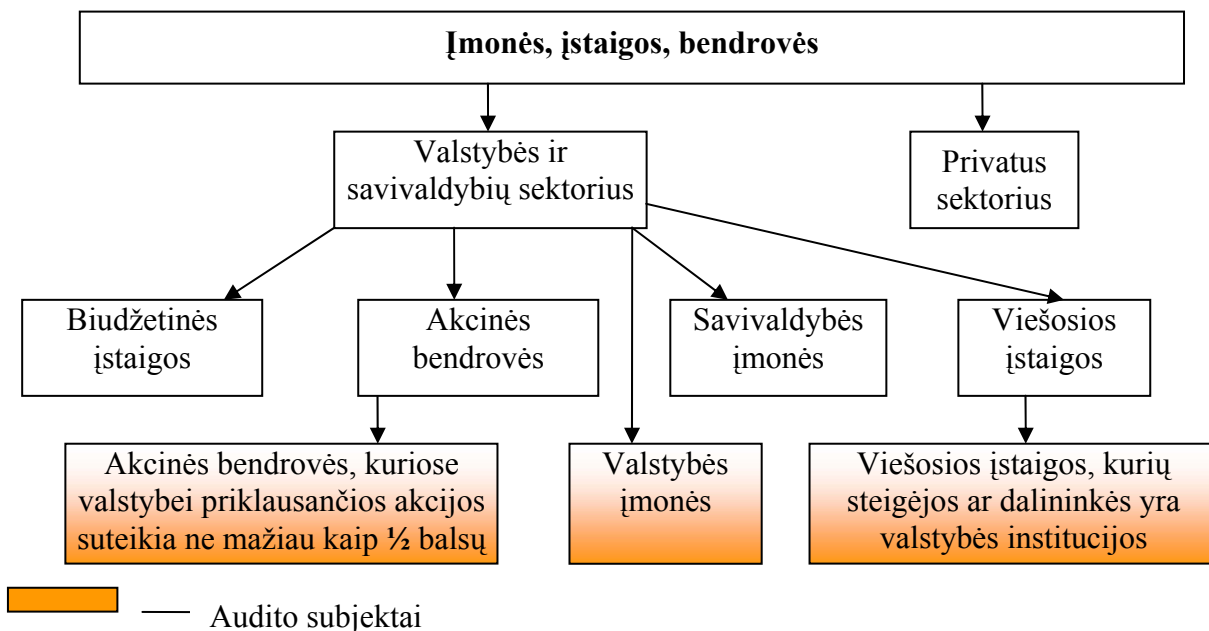 Įmonės, įstaigos, bendrovės
Valstybės ir
savivaldybių sektorius
Privatus
sektorius
Biudžetinės
įstaigos
Akcinės
bendrovės
Savivaldybės
įmonės
Viešosios
įstaigos
Akcinės bendrovės, kuriose
valstybei priklausančios akcijos
suteikia ne mažiau kaip ½ balsų
Valstybės
įmonės
Viešosios įstaigos, kurių
steigėjos ar dalininkės yra
valstybės institucijos
Audito subjektai